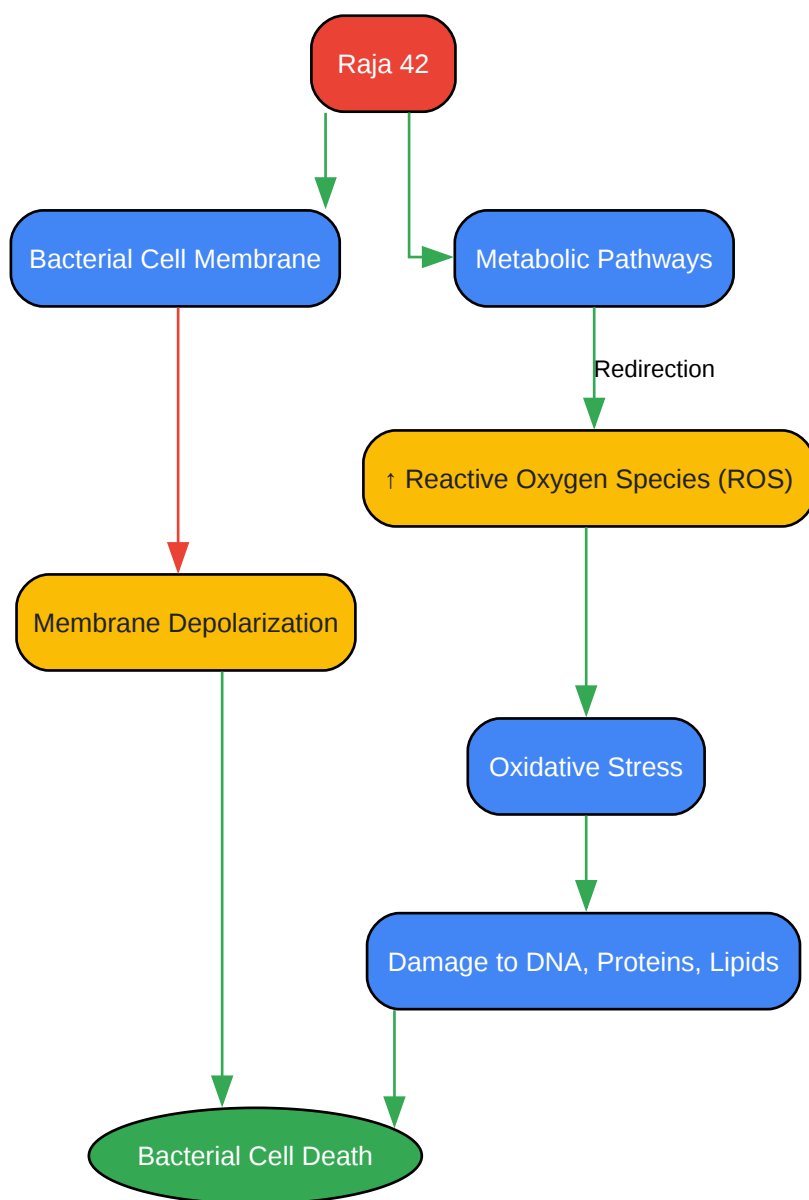 Raja 42
Bacterial Cell Membrane
Metabolic Pathways
Redirection
↑ Reactive Oxygen Species (ROS)
Membrane Depolarization
Oxidative Stress
Damage to DNA, Proteins, Lipids
Bacterial Cell Death